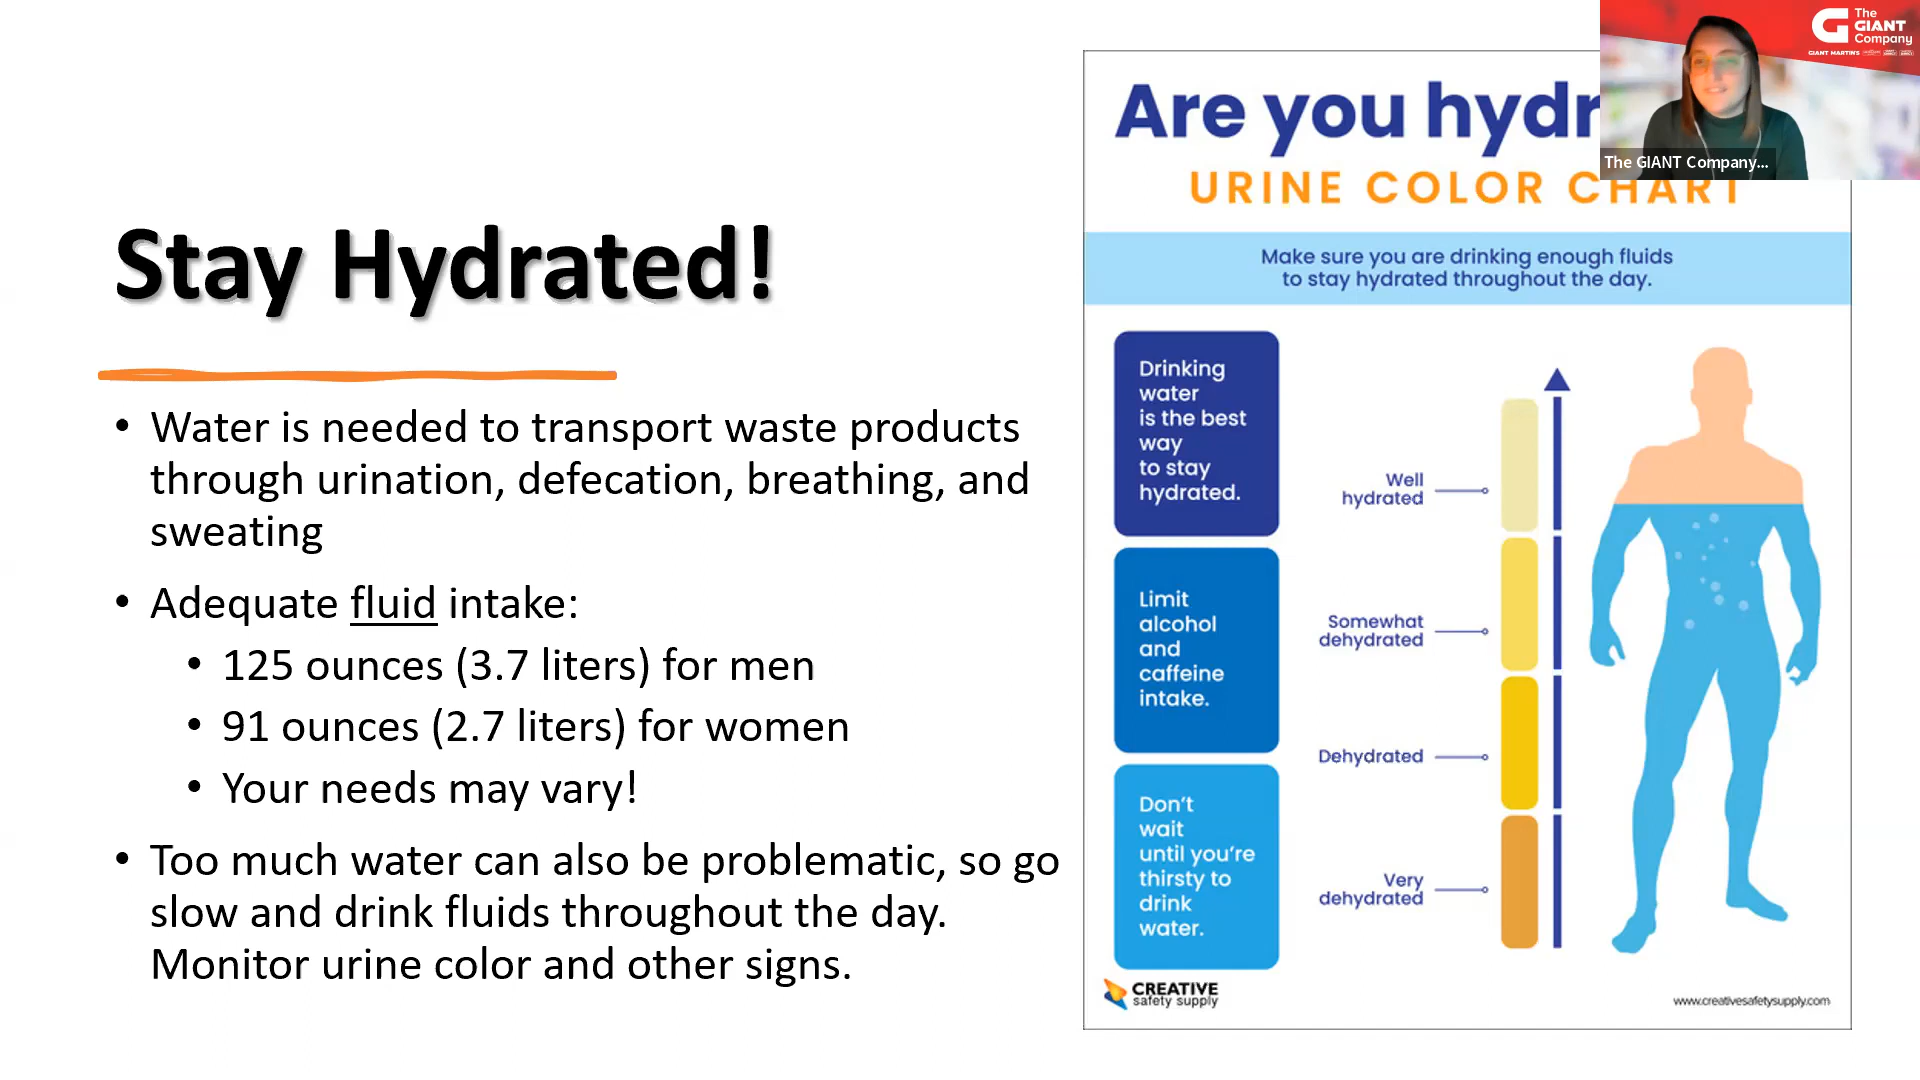 Stay Hydrated!
• Water is needed to transport waste products
through urination, defecation, breathing, and
sweating
• Adequate fluid intake:
• 125 ounces (3.7 liters) for men
• 91 ounces (2.7 liters) for women
• Your needs may vary!
• Too much water can also be problematic, so go
slow and drink fluids throughout the day.
Monitor urine color and other signs.
Are you hydr
URINE COLOR CHART
Make sure you are drinking enough fluids
to stay hydrated throughout the day.
Drinking
water
is the best
way
to stay
hydrated.
Limit
alcohol
and
caffeine
intake.
Don't
wait
until you're
thirsty to
drink
water.
Well
hydrated
Somewhat
dehydrated
Dehydrated
Very
dehydrated
CREATIVE
safety supply
www.creativesafetysupply.com
The
GIANT
Company
GIANT MARTIN'S
The GIANT Company...